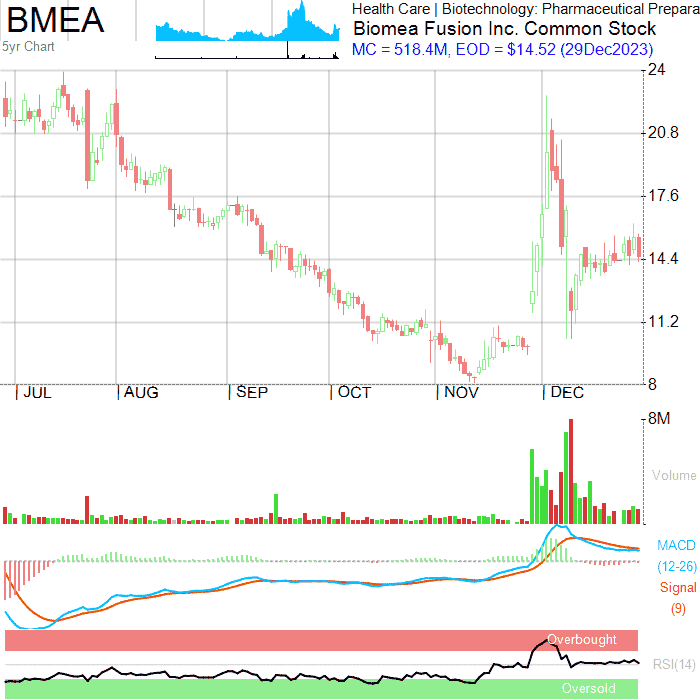 BMEA
5yr Chart
Health Care | Biotechnology: Pharmaceutical Prepara
Biomea Fusion Inc. Common Stock
MC = 518.4M, EOD = $14.52 (29Dec2023)
24
20.8
17.6
14.4
11.2
8
JUL AUG SEP OCT NOV DEC
8M
Volume
MACD
(12-26)
Signal
(9)
Overbought
RSI(14)
Oversold